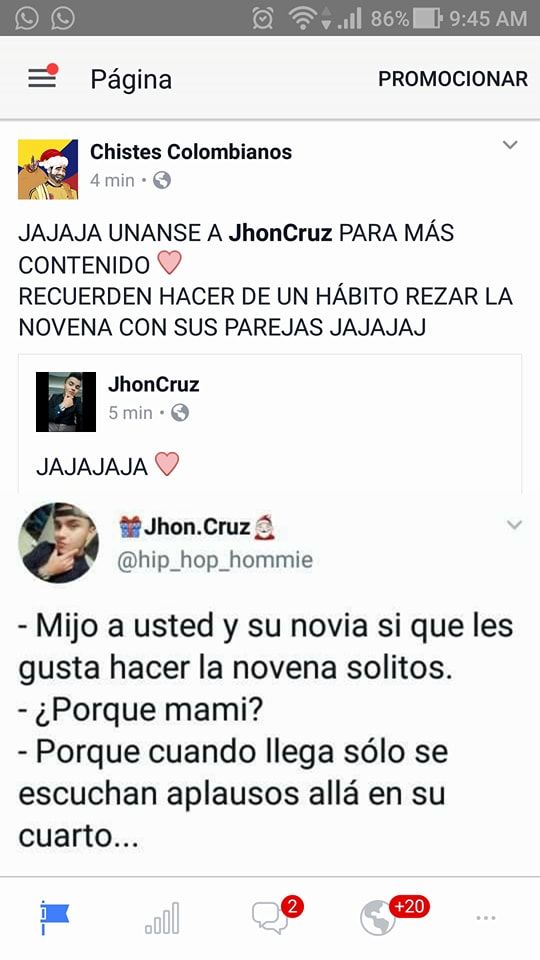 86% 9:45 AM
Página PROMOCIONAR
Chistes Colombianos
4 min
JAJAJA UNANSE A JhonCruz PARA MÁS
CONTENIDO
RECUERDEN HACER DE UN HÁBITO REZAR LA
NOVENA CON SUS PAREJAS JAJAJAJ
JhonCruz
5 min
JAJAJAJA
Jhon.Cruz
@hip_hop_hommie
- Mijo a usted y su novia si que les
gusta hacer la novena solitos.
- ¿Porque mami?
- Porque cuando llega sólo se
escuchan aplausos allá en su
cuarto...
2
+20